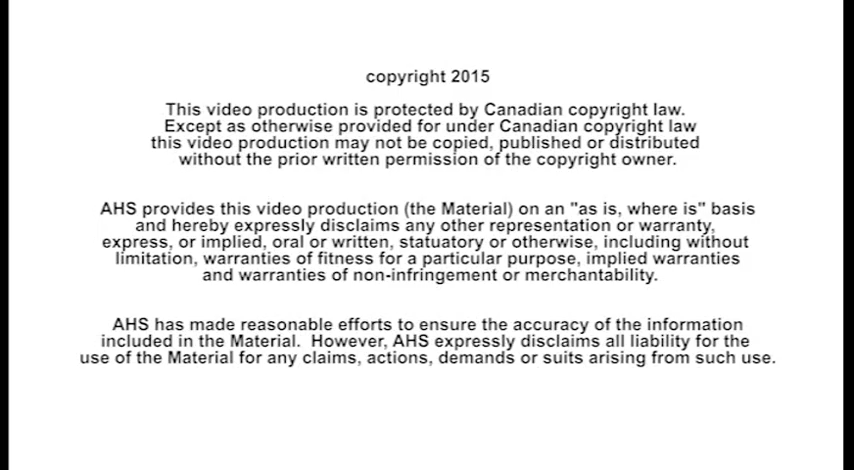 copyright 2015
This video production is protected by Canadian copyright law.
Except as otherwise provided for under Canadian copyright law
this video production may not be copied, published or distributed
without the prior written permission of the copyright owner.
AHS provides this video production (the Material) on an "as is, where is" basis
and hereby expressly disclaims any other representation or warranty,
express, or implied, oral or written, statuatory or otherwise, including without
limitation, warranties of fitness for a particular purpose, implied warranties
and warranties of non-infringement or merchantability.
AHS has made reasonable efforts to ensure the accuracy of the information
included in the Material.  However, AHS expressly disclaims all liability for the
use of the Material for any claims, actions, demands or suits arising from such use.